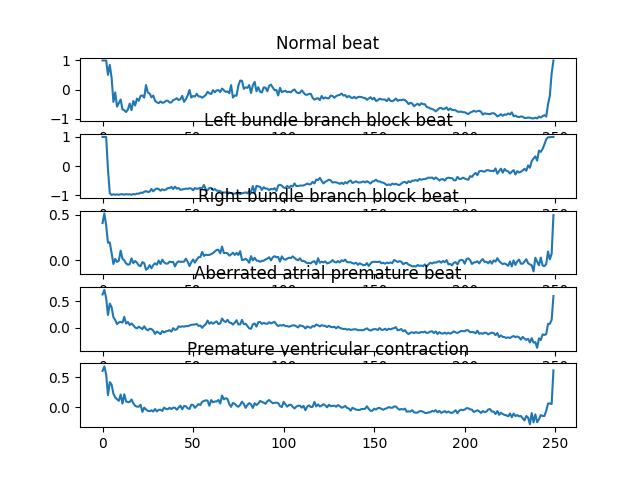 Normal beat
1
0
−1
Left bundle branch block beat
1
0
−1
Right bundle branch block beat
0.5
0.0
Aberrated atrial premature beat
0.5
0.0
Premature ventricular contraction
0.5
0.0
0 50 100 150 200 250